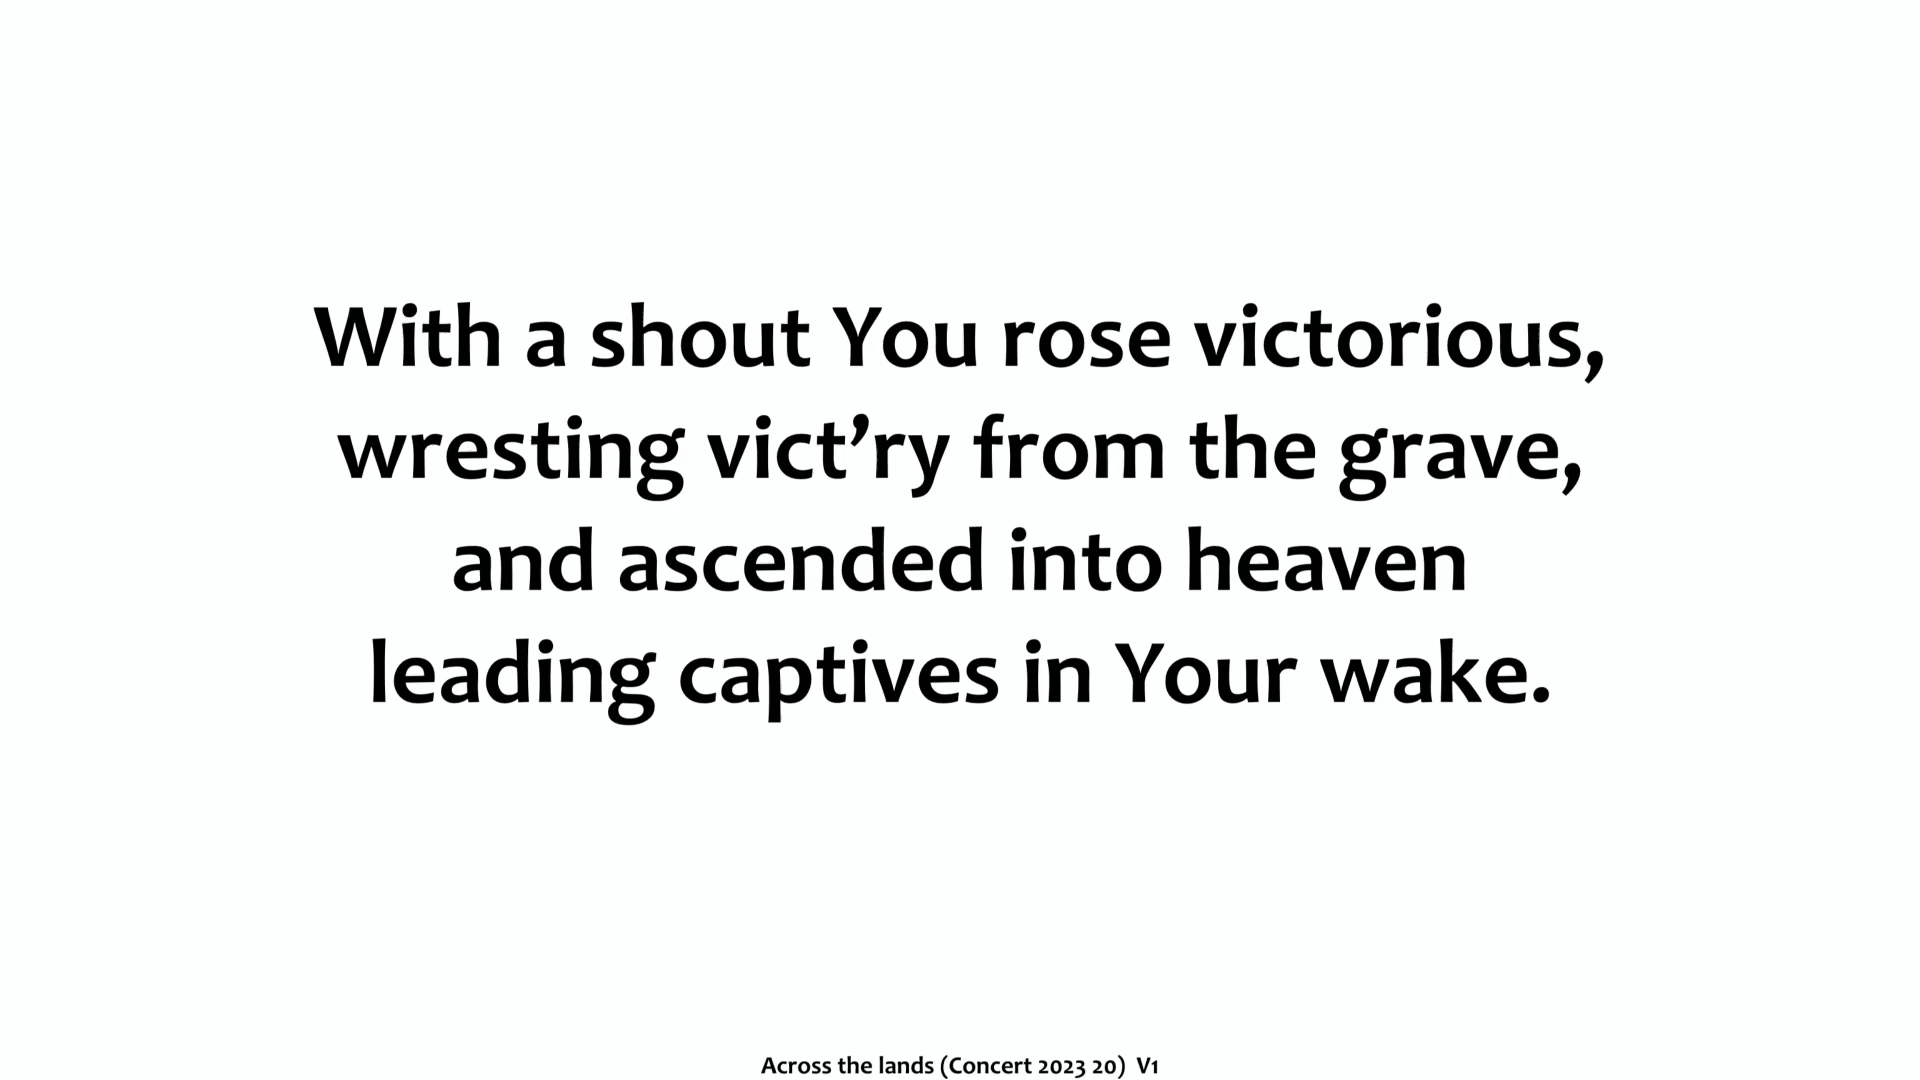 With a shout You rose victorious,
wresting vict’ry from the grave,
and ascended into heaven
leading captives in Your wake.
Across the lands (Concert 2023 20)  V1